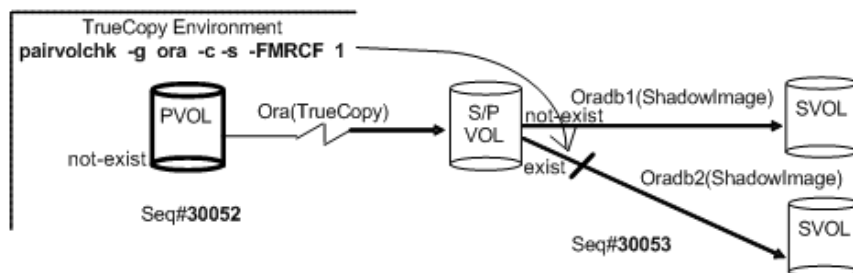 TrueCopy Environment
pairvolchk -g ora -c -s -FMRCF 1
PVOL
not-exist
Ora(TrueCopy)
S/P
VOL
not-exist
exist
Oradb1(ShadowImage)
SVOL
Oradb2(ShadowImage)
SVOL
Seq#30052
Seq#30053